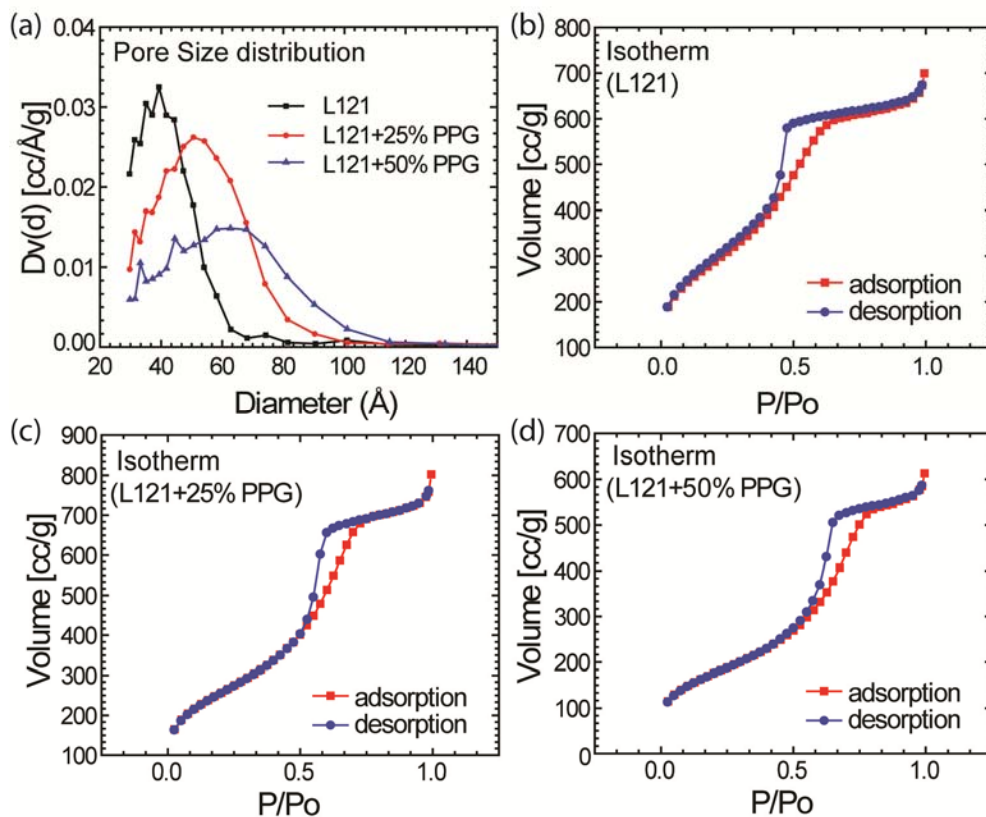 (a)
Pore Size distribution
L121
L121+25% PPG
L121+50% PPG
Dv(d) [cc/Å/g]
0.04
0.03
0.02
0.01
0.00
20 40 60 80 100 120 140
Diameter (Å)
(b)
Isotherm
(L121)
adsorption
desorption
Volume [cc/g]
800
700
600
500
400
300
200
100
0.0 0.5 1.0
P/Po
(c)
Isotherm
(L121+25% PPG)
adsorption
desorption
Volume [cc/g]
900
800
700
600
500
400
300
200
100
0.0 0.5 1.0
P/Po
(d)
Isotherm
(L121+50% PPG)
adsorption
desorption
Volume [cc/g]
700
600
500
400
300
200
100
0
0.0 0.5 1.0
P/Po